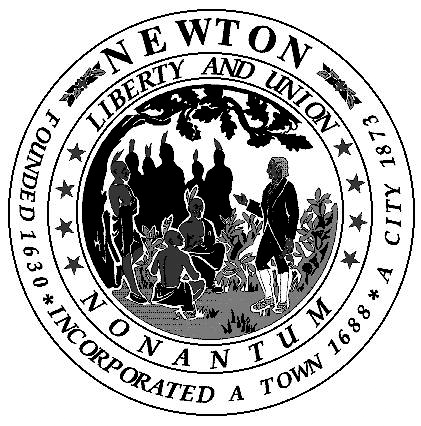 NEWTON
LIBERTY AND UNION
NONANTUM
FOUNDED 1630 * INCORPORATED A TOWN 1688 * A CITY 1873